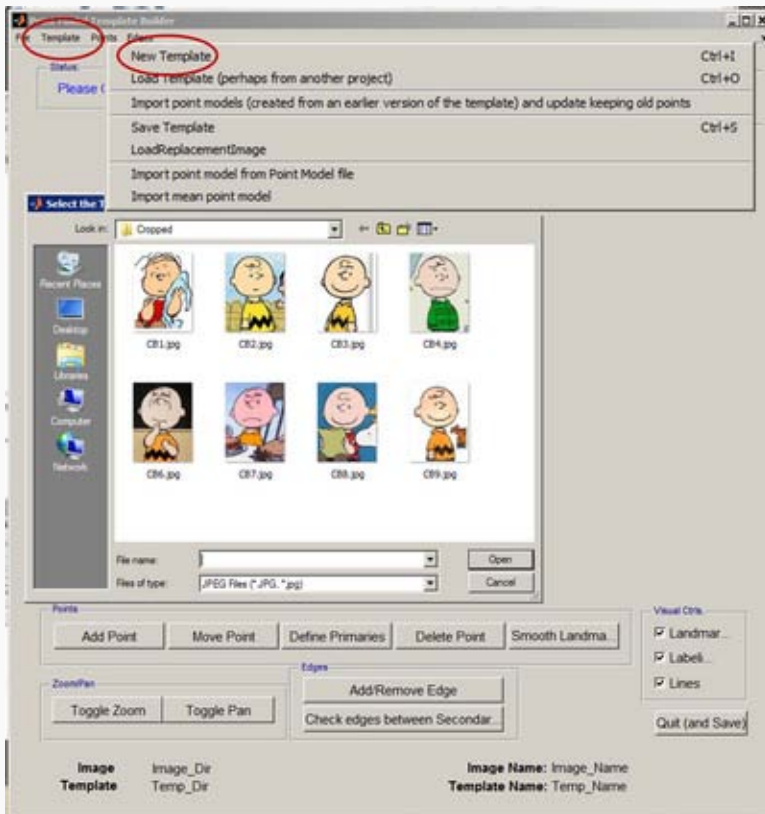 Template Builder
File Template Points Edges
New Template Ctrl+I
Load Template (perhaps from another project) Ctrl+O
Import point models (created from an earlier version of the template) and update keeping old points
Save Template Ctrl+S
LoadReplacementImage
Import point model from Point Model file
Import mean point model
Status:
Please
Select the T
Look in: Cropped
Recent Places
Desktop
Libraries
Computer
Network
CB1.jpg CB2.jpg CB3.jpg CB4.jpg
CB6.jpg CB7.jpg CB8.jpg CB9.jpg
File name: Open
Files of type: JPEG Files (*.JPG, *.jpg) Cancel
Points
Add Point Move Point Define Primaries Delete Point Smooth Landma...
Visual Ctrls.
Landmar...
Labeli...
Lines
Zoom/Pan
Toggle Zoom Toggle Pan
Edges
Add/Remove Edge
Check edges between Secondar...
Quit (and Save)
Image Image_Dir Image Name: Image_Name
Template Temp_Dir Template Name: Temp_Name